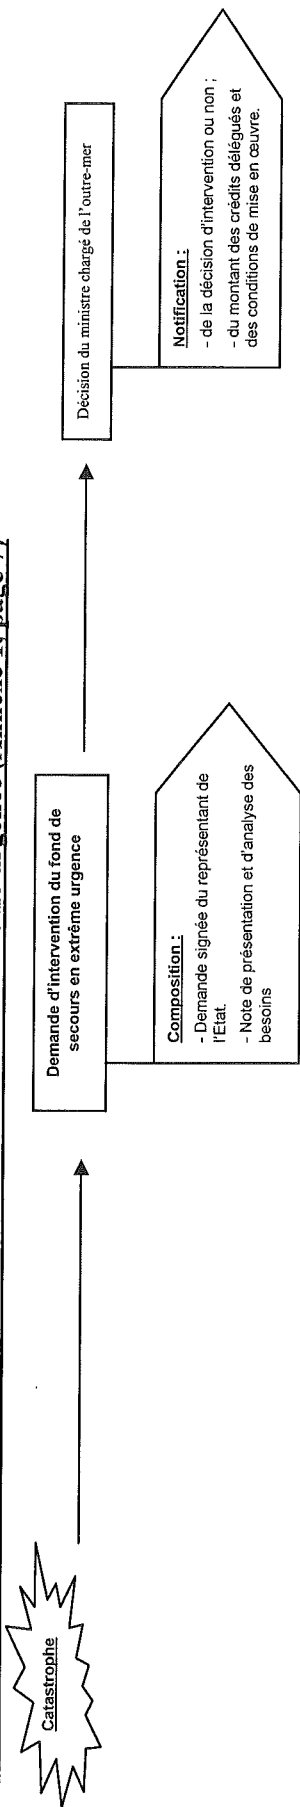 Catastrophe
Demande d'intervention du fond de
secours en extrême urgence
Composition :
- Demande signée du représentant de
l'Etat.
- Note de présentation et d'analyse des
besoins
Décision du ministre chargé de l'outre-mer
Notification :
- de la décision d'intervention ou non ;
- du montant des crédits délégués et
des conditions de mise en œuvre.